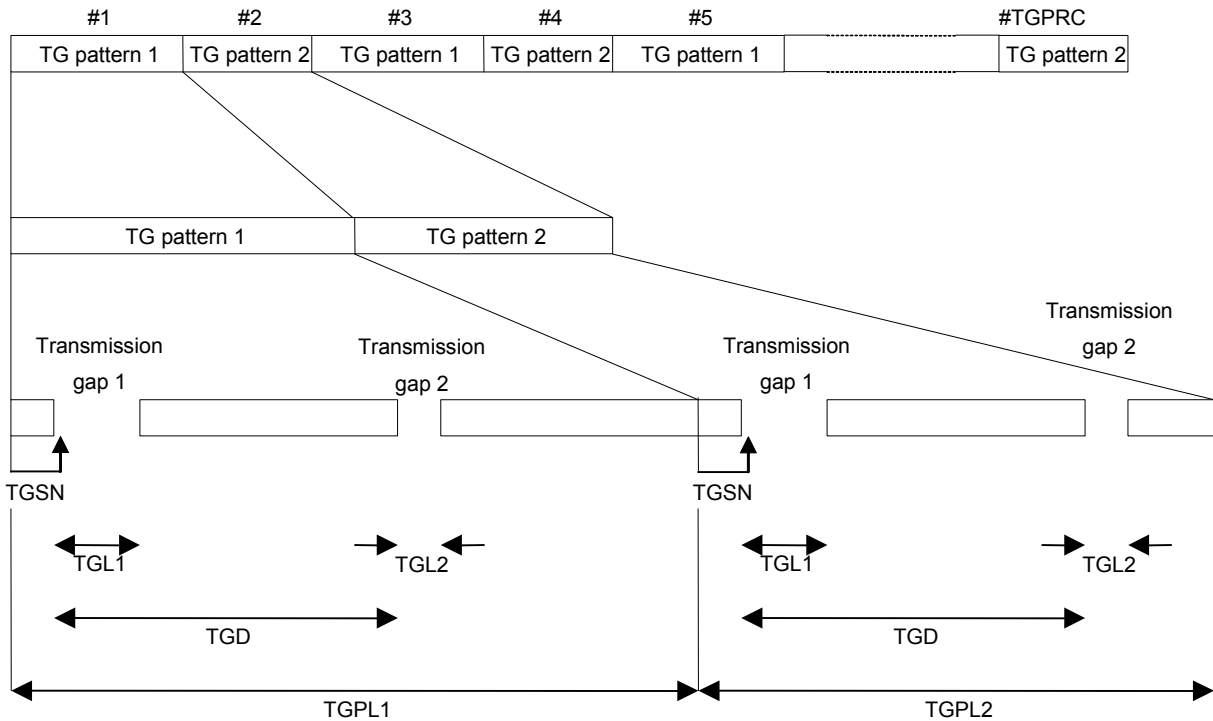 #1 #2 #3 #4 #5 #TGPRC
TG pattern 1 TG pattern 2 TG pattern 1 TG pattern 2 TG pattern 1 TG pattern 2
TG pattern 1 TG pattern 2
Transmission
gap 1
Transmission
gap 2
Transmission
gap 1
Transmission
gap 2
TGSN TGSN
TGL1 TGL2 TGL1 TGL2
TGD TGD
TGPL1 TGPL2